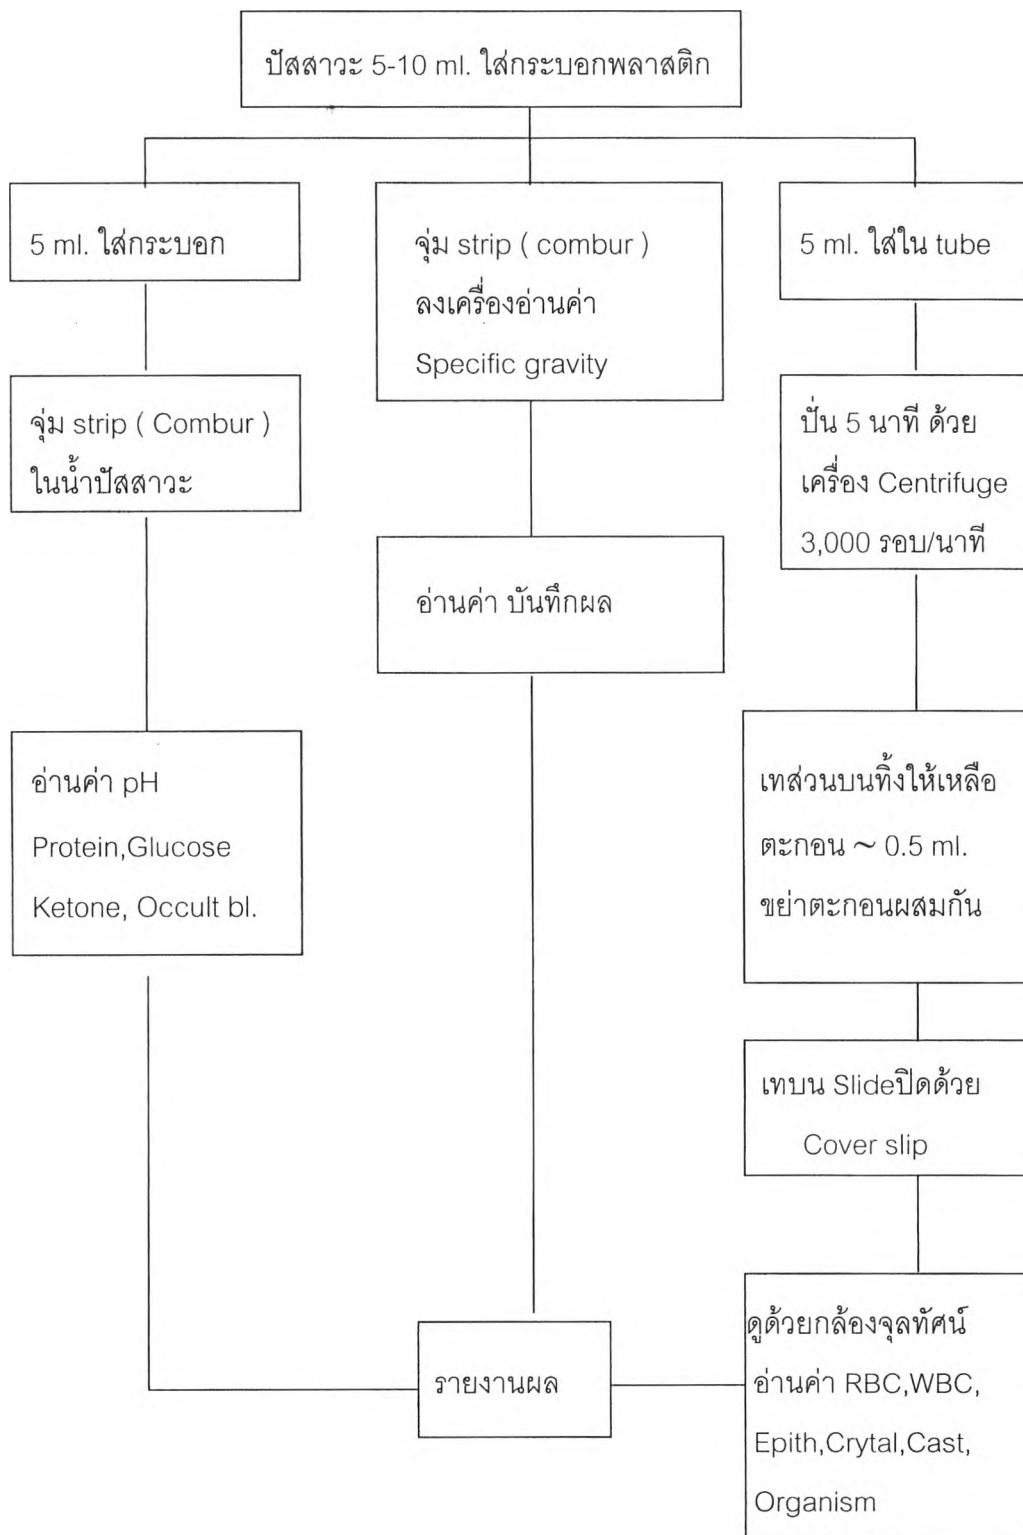 ปัสสาวะ 5-10 ml. ใส่กระบอกพลาสติก
5 ml. ใส่กระบอก
จุ่ม strip ( Combur )
ในน้ำปัสสาวะ
อ่านค่า pH
Protein,Glucose
Ketone, Occult bl.
จุ่ม strip ( combur )
ลงเครื่องอ่านค่า
Specific gravity
อ่านค่า บันทึกผล
5 ml. ใส่ใน tube
ปั่น 5 นาที ด้วย
เครื่อง Centrifuge
3,000 รอบ/นาที
เทส่วนบนทิ้งให้เหลือ
ตะกอน ~ 0.5 ml.
ขย่าตะกอนผสมกัน
เทบน Slideปิดด้วย
Cover slip
ดูด้วยกล้องจุลทัศน์
อ่านค่า RBC,WBC,
Epith,Crytal,Cast,
Organism
รายงานผล